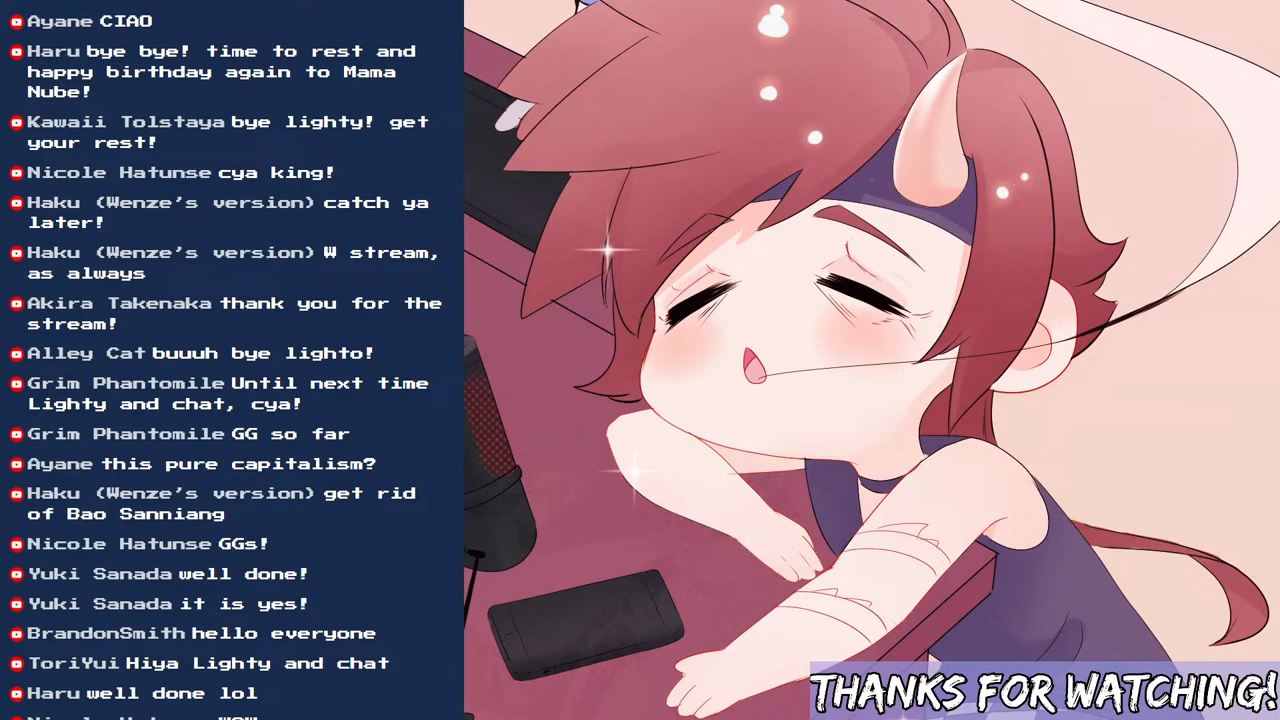 Ayane CIAO
Haru bye bye! time to rest and
happy birthday again to Mama
Nube!
Kawaii Tolstaya bye lighty! get
your rest!
Nicole Hatunse cya king!
Haku (Wenze's version) catch ya
later!
Haku (Wenze's version) W stream,
as always
Akira Takenaka thank you for the
stream!
Alley Cat buuuh bye lighto!
Grim Phantomile Until next time
Lighty and chat, cya!
Grim Phantomile GG so far
Ayane this pure capitalism?
Haku (Wenze's version) get rid
of Bao Sanniang
Nicole Hatunse GGs!
Yuki Sanada well done!
Yuki Sanada it is yes!
BrandonSmith hello everyone
ToriYui Hiya Lighty and chat
Haru well done lol
THANKS FOR WATCHING!